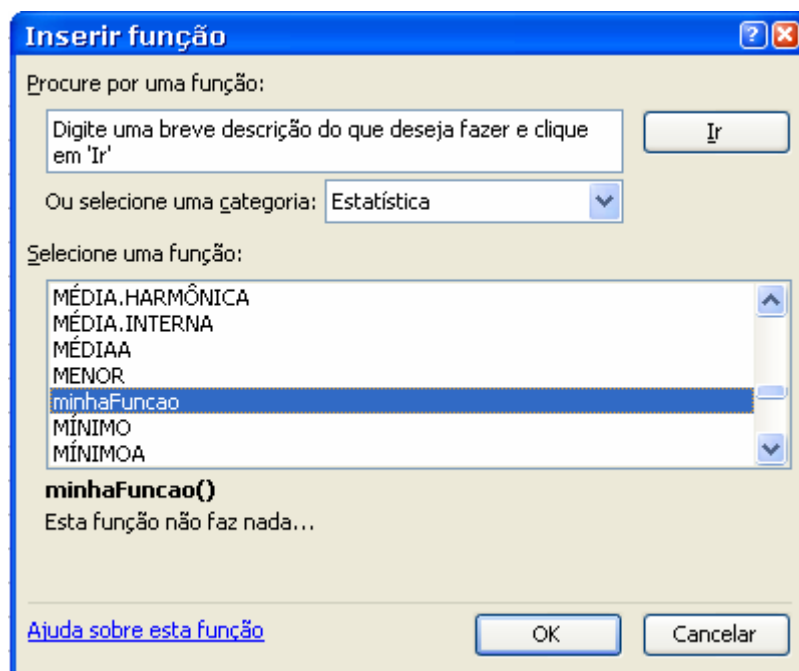 Inserir função
Procure por uma função:
Digite uma breve descrição do que deseja fazer e clique
em 'Ir'
Ir
Ou selecione uma categoria: Estatística
Selecione uma função:
MÉDIA.HARMÔNICA
MÉDIA.INTERNA
MÉDIAA
MENOR
minhaFuncao
MÍNIMO
MÍNIMOA
minhaFuncao()
Esta função não faz nada...
Ajuda sobre esta função
OK
Cancelar